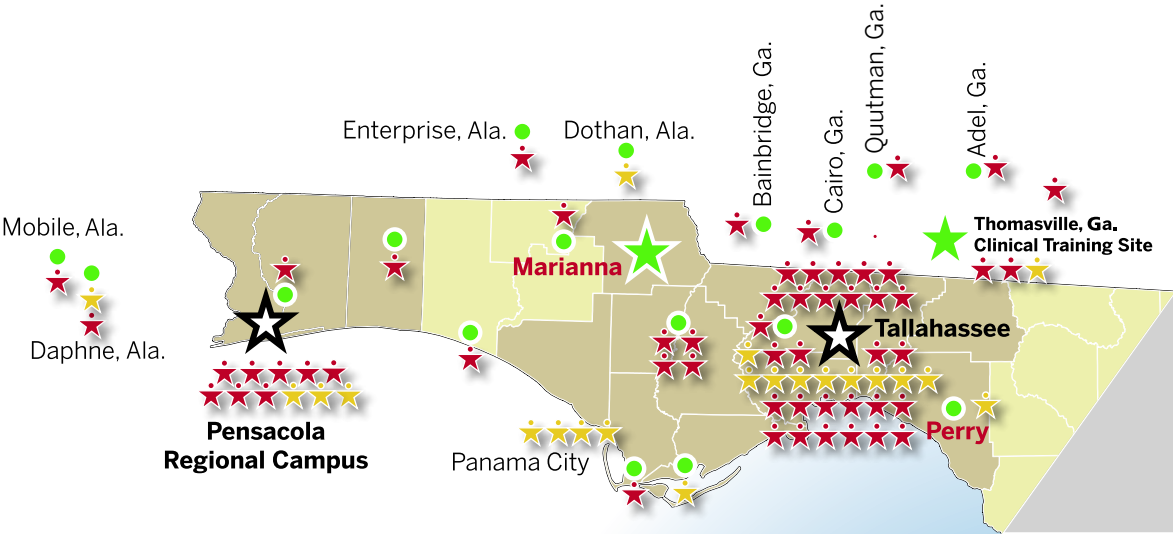 Quutman, Ga.
Bainbridge, Ga.
Adel, Ga.
Cairo, Ga.
Enterprise, Ala.
Dothan, Ala.
Mobile, Ala.
Thomasville, Ga.
Clinical Training Site
Marianna
Tallahassee
Daphne, Ala.
Pensacola
Regional Campus
Perry
Panama City